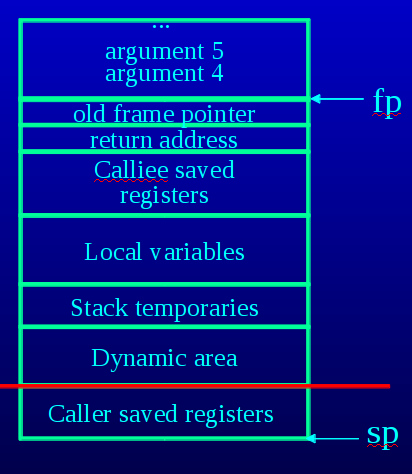 ...
argument 5
argument 4
fp
old frame pointer
return address
Calliee saved
registers
Local variables
Stack temporaries
Dynamic area
Caller saved registers
sp